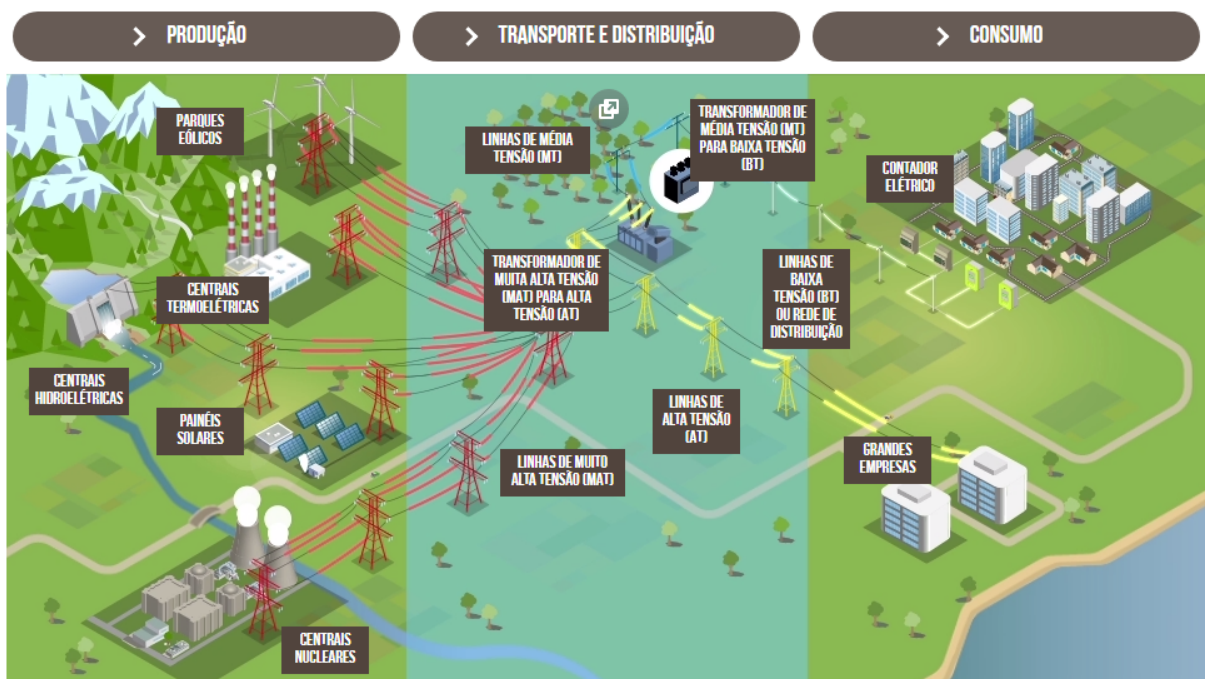 PRODUÇÃO
TRANSPORTE E DISTRIBUIÇÃO
CONSUMO
PARQUES
EÓLICOS
LINHAS DE MÉDIA
TENSÃO (MT)
TRANSFORMADOR DE
MÉDIA TENSÃO (MT)
PARA BAIXA TENSÃO
(BT)
CONTADOR
ELÉTRICO
CENTRAIS
TERMOELÉTRICAS
TRANSFORMADOR DE
MUITA ALTA TENSÃO
(MAT) PARA ALTA
TENSÃO (AT)
LINHAS DE
BAIXA
TENSÃO (BT)
OU REDE DE
DISTRIBUIÇÃO
CENTRAIS
HIDROELÉTRICAS
PAINÉIS
SOLARES
LINHAS DE
ALTA TENSÃO
(AT)
GRANDES
EMPRESAS
LINHAS DE MUITO
ALTA TENSÃO (MAT)
CENTRAIS
NUCLEARES